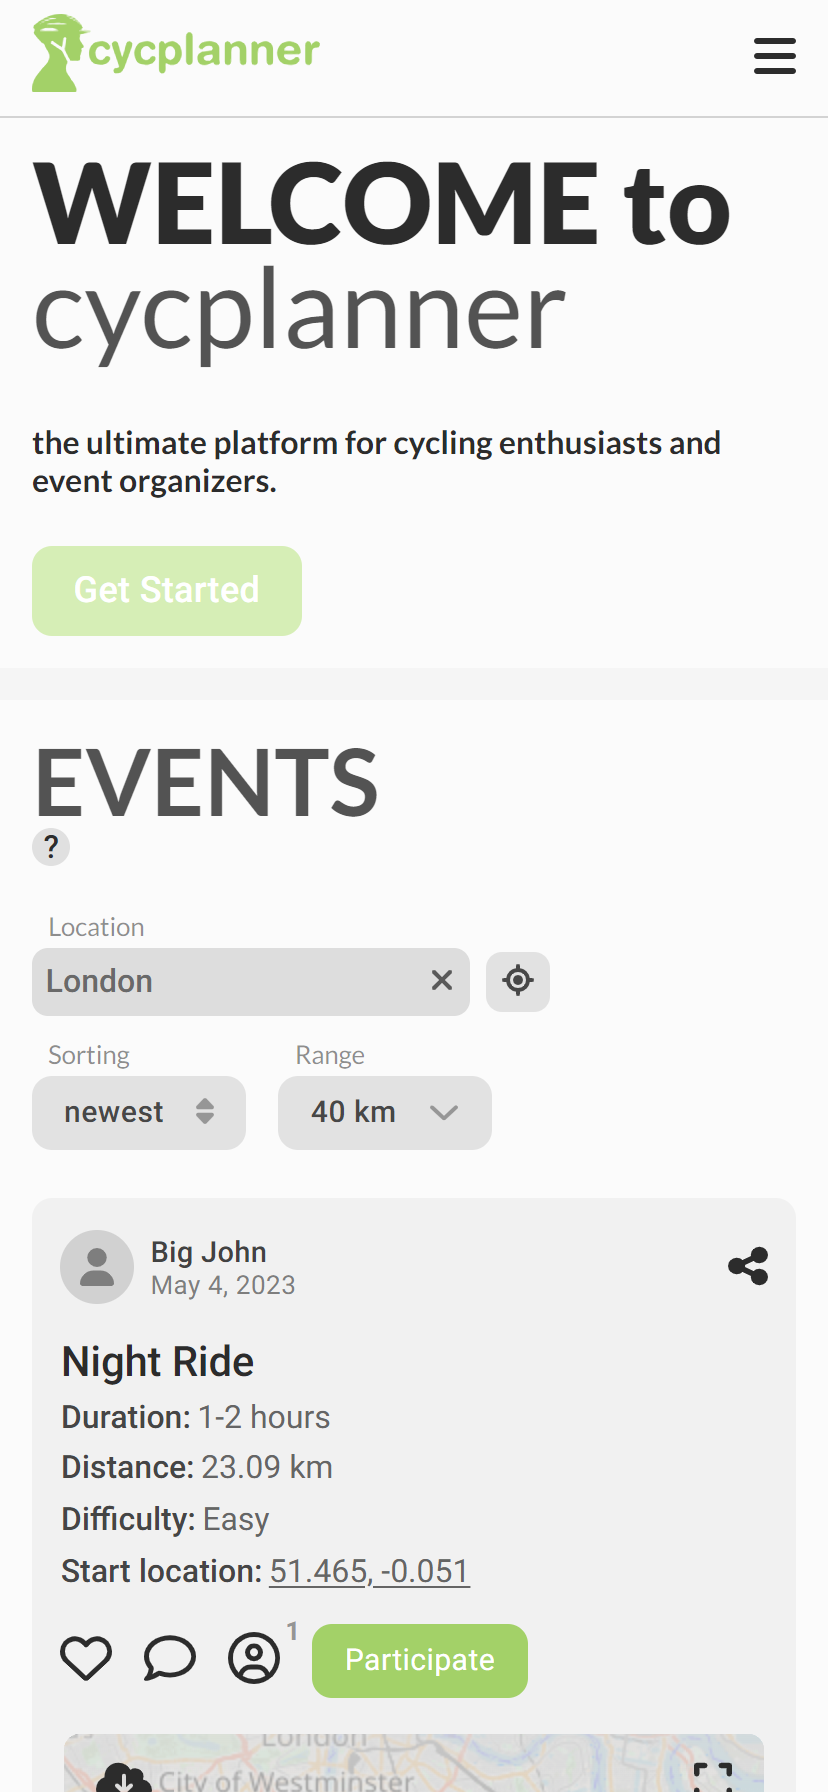 cycplanner
WELCOME to
cycplanner
the ultimate platform for cycling enthusiasts and
event organizers.
Get Started
EVENTS
?
Location
London
Sorting
Range
newest
40 km
Big John
May 4, 2023
Night Ride
Duration: 1-2 hours
Distance: 23.09 km
Difficulty: Easy
Start location: 51.465, -0.051
1
Participate
London
City of Westminster